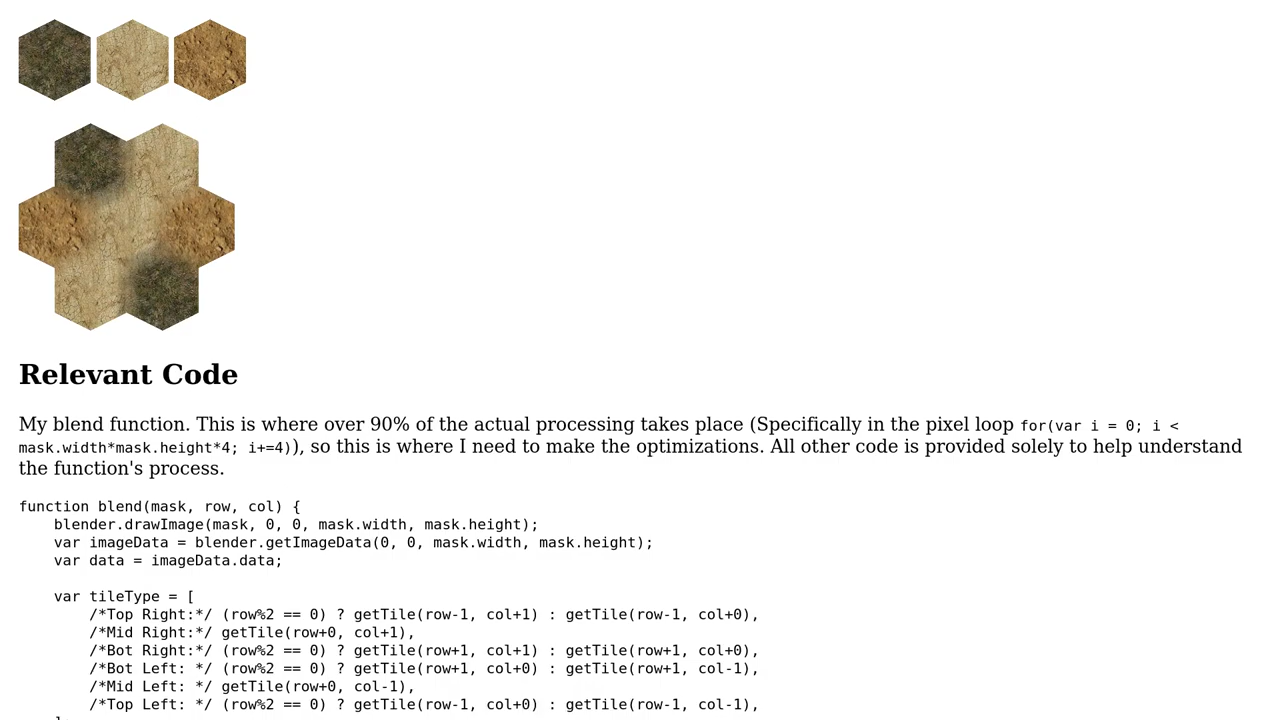 Relevant Code
My blend function. This is where over 90% of the actual processing takes place (Specifically in the pixel loop for(var i = 0; i <
mask.width*mask.height*4; i+=4)), so this is where I need to make the optimizations. All other code is provided solely to help understand
the function's process.
function blend(mask, row, col) {
    blender.drawImage(mask, 0, 0, mask.width, mask.height);
    var imageData = blender.getImageData(0, 0, mask.width, mask.height);
    var data = imageData.data;
    var tileType = [
        /*Top Right:*/ (row%2 == 0) ? getTile(row-1, col+1) : getTile(row-1, col+0),
        /*Mid Right:*/ getTile(row+0, col+1),
        /*Bot Right:*/ (row%2 == 0) ? getTile(row+1, col+1) : getTile(row+1, col+0),
        /*Bot Left: */ (row%2 == 0) ? getTile(row+1, col+0) : getTile(row+1, col-1),
        /*Mid Left: */ getTile(row+0, col-1),
        /*Top Left: */ (row%2 == 0) ? getTile(row-1, col+0) : getTile(row-1, col-1),